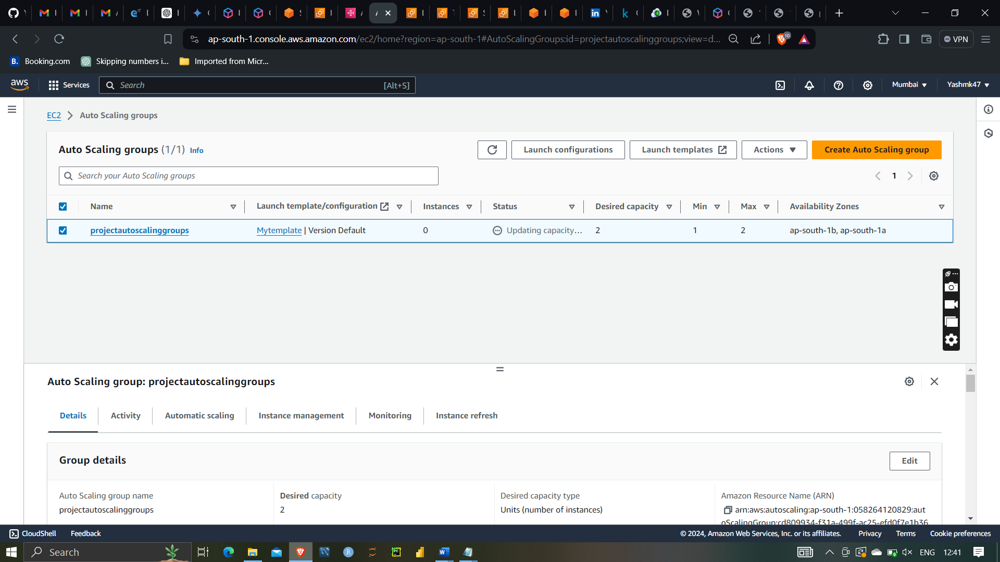 ap-south-1.console.aws.amazon.com/ec2/home?region=ap-south-1#AutoScalingGroups:id=projectautoscalinggroups;view=d...
10
VPN
B. Booking.com
Skipping numbers i...
Imported from Micr...
aws
Services
Search
[Alt+S]
Mumbai
Yashmk47
EC2
Auto Scaling groups
Auto Scaling groups (1/1) Info
Launch configurations
Launch templates
Actions
Create Auto Scaling group
Search your Auto Scaling groups
1
Name
Launch template/configuration
Instances
Status
Desired capacity
Min
Max
Availability Zones
projectautoscalinggroups
Mytemplate | Version Default
0
Updating capacity...
2
1
2
ap-south-1b, ap-south-1a
Auto Scaling group: projectautoscalinggroups
Details
Activity
Automatic scaling
Instance management
Monitoring
Instance refresh
Group details
Edit
Auto Scaling group name
projectautoscalinggroups
Desired capacity
2
Desired capacity type
Units (number of instances)
Amazon Resource Name (ARN)
arn:aws:autoscaling:ap-south-1:058264120829:aut
oScalingGroup:cd809934-f31a-499f-ac25-efd0f7e1b36
CloudShell
Feedback
© 2024, Amazon Web Services, Inc. or its affiliates.
Privacy
Terms
Cookie preferences
Search
ENG
12:41